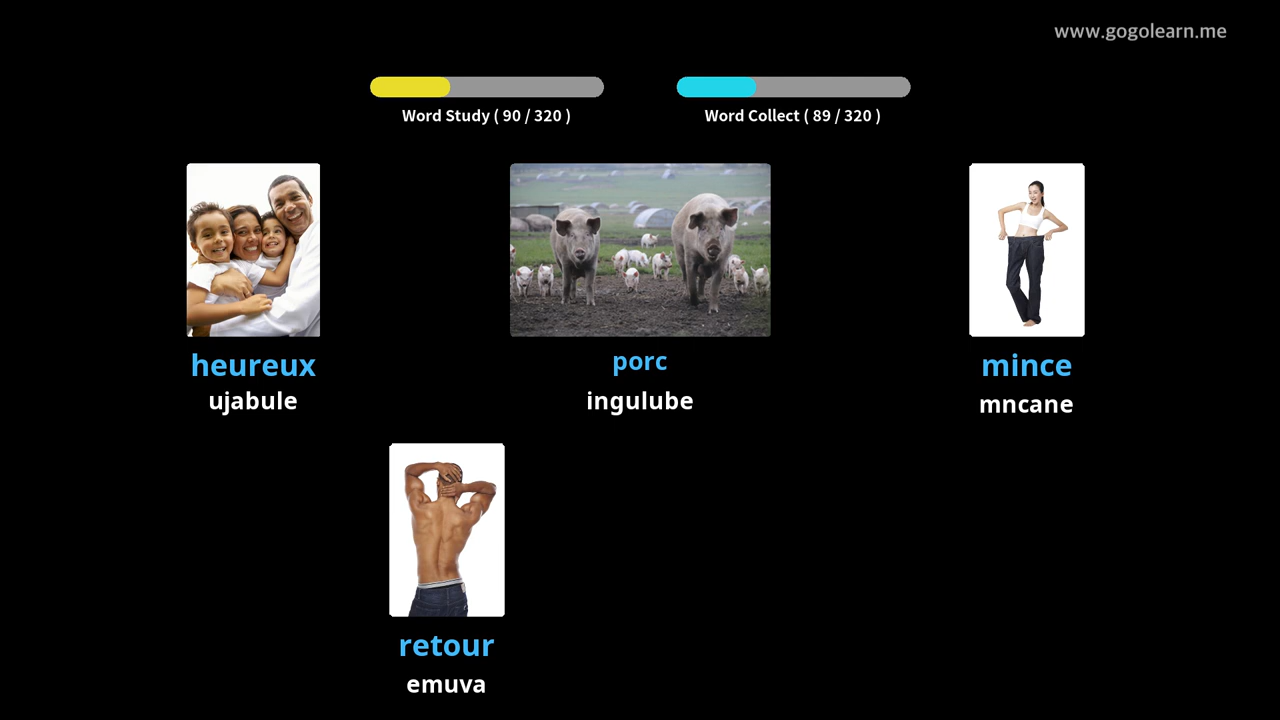 www.gogolearn.me
Word Study ( 90 / 320 )
Word Collect ( 89 / 320 )
heureux
ujabule
porc
ingulube
mince
mncane
retour
emuva